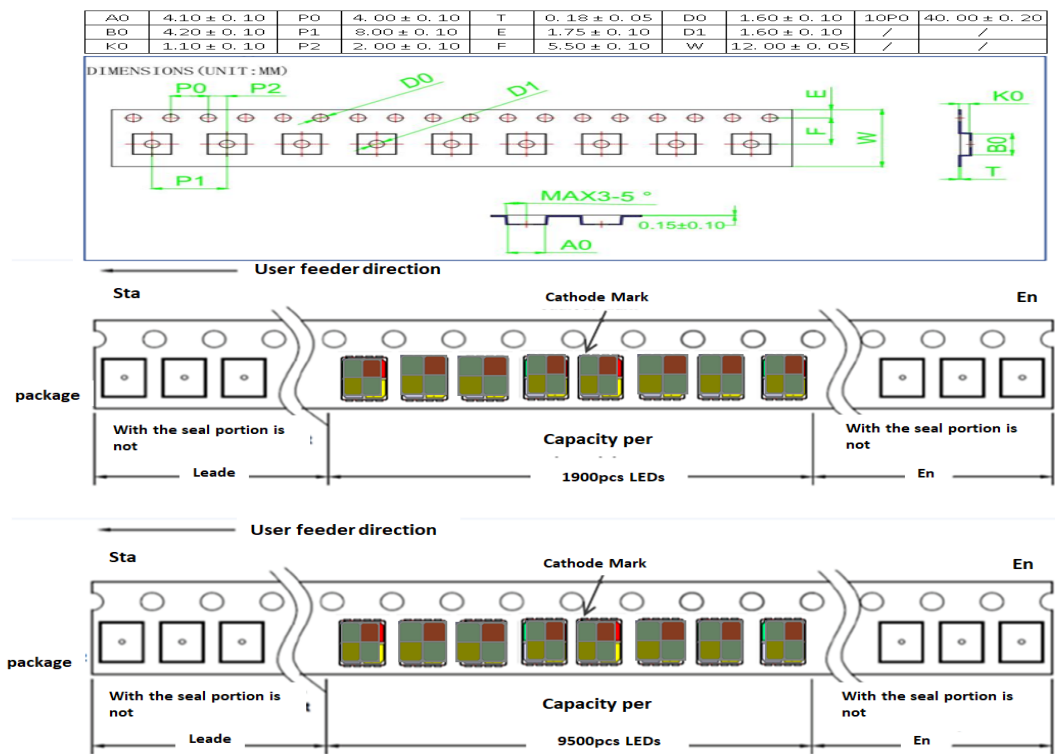 A0 4.10±0.10 P0 4.00±0.10 T 0.18±0.05 D0 1.60±0.10 10P0 40.00±0.20
B0 4.20±0.10 P1 8.00±0.10 E 1.75±0.10 D1 1.60±0.10 / /
K0 1.10±0.10 P2 2.00±0.10 F 5.50±0.10 W 12.00±0.05 / /
DIMENSIONS(UNIT:MM)
P0 P2 D0 D1 E K0
F W B0
P1 T
MAX3-5 °
0.15±0.10
A0
User feeder direction
Sta En
Cathode Mark
package
With the seal portion is
not
Capacity per
With the seal portion is
not
Leade 1900pcs LEDs En
User feeder direction
Sta En
Cathode Mark
package
With the seal portion is
not
Capacity per
With the seal portion is
not
Leade 9500pcs LEDs En